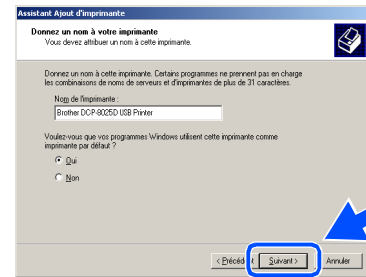 Assistant Ajout d'imprimante
Donnez un nom à votre imprimante
Vous devez attribuer un nom à cette imprimante.
Donnez un nom à cette imprimante. Certains programmes ne prennent pas en charge
les combinaisons de noms de serveurs et d'imprimantes de plus de 31 caractères.
Nom de l'imprimante :
Brother DCP-8025D USB Printer
Voulez-vous que vos programmes Windows utilisent cette imprimante comme
imprimante par défaut ?
Oui
Non
< Précédent Suivant > Annuler